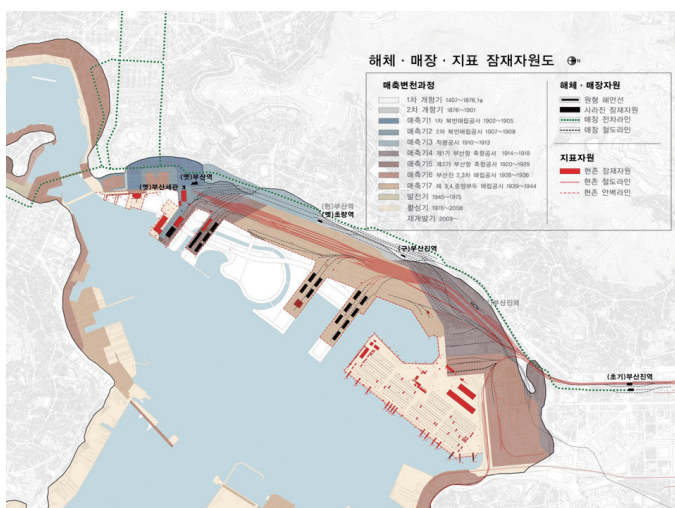 해체 · 매장 · 지표 잠재자원도
N
매축변천과정
1차 개항기 1407~1876.1월
2차 개항기 1876~1901
매축기1 1차 북빈매립공사 1902~1905
매축기2 2차 북빈매립공사 1907~1908
매축기3 착평공사 1910~1913
매축기4 제1기 부산항 축항공사 1914~1918
매축기5 제2기 부산항 축항공사 1920~1929
매축기6 부산진 2,3차 매립공사 1926~1936
매축기7 제 3,4,중앙부두 매립공사 1939~1944
발전기 1945~1975
활성기 1976~2008
재개발기 2009~
해체 · 매장자원
원형 해안선
사라진 잠재자원
매장 전차라인
매장 철도라인
지표자원
현존 잠재자원
현존 철도라인
현존 안벽라인
(옛)부산역
(옛)부산세관
(현)부산역
(옛)초량역
(구)부산진역
부산진역
(초기)부산진역